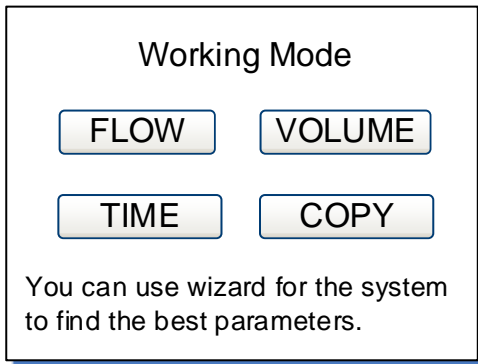 Working Mode
FLOW VOLUME
TIME COPY
You can use wizard for the system
to find the best parameters.